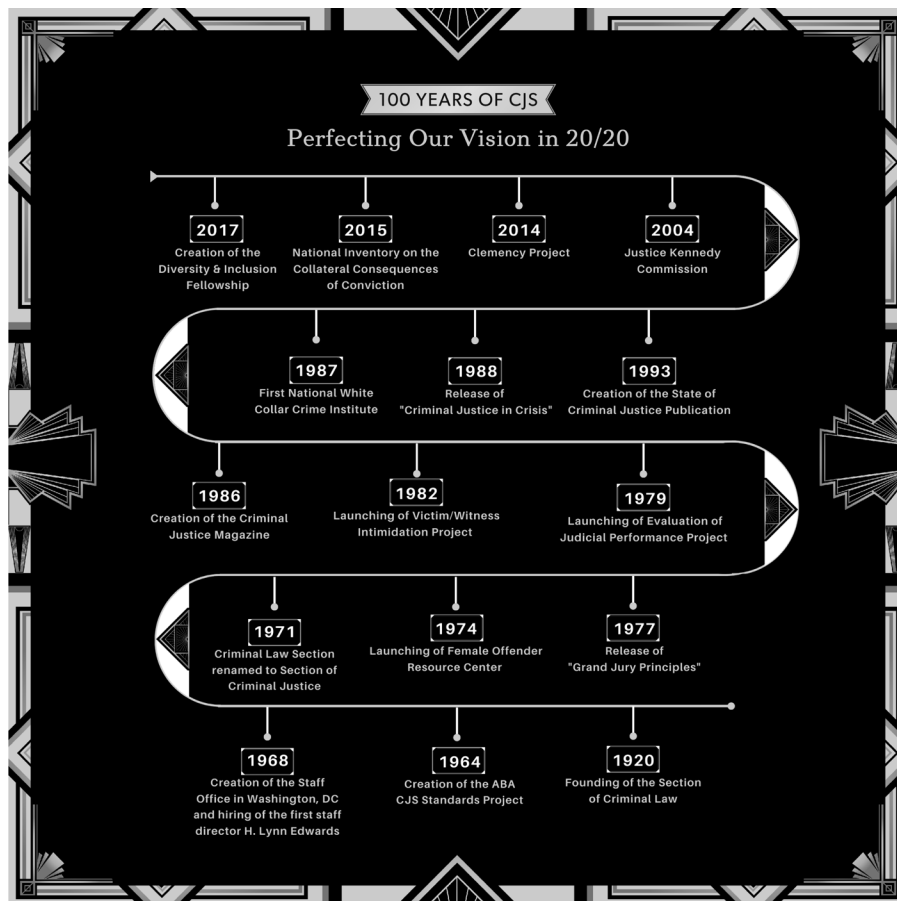 100 YEARS OF CJS
Perfecting Our Vision in 20/20
2017
Creation of the
Diversity & Inclusion
Fellowship
2015
National Inventory on the
Collateral Consequences
of Conviction
2014
Clemency Project
2004
Justice Kennedy
Commission
1987
First National White
Collar Crime Institute
1988
Release of
"Criminal Justice in Crisis"
1993
Creation of the State of
Criminal Justice Publication
1986
Creation of the Criminal
Justice Magazine
1982
Launching of Victim/Witness
Intimidation Project
1979
Launching of Evaluation of
Judicial Performance Project
1971
Criminal Law Section
renamed to Section of
Criminal Justice
1974
Launching of Female Offender
Resource Center
1977
Release of
"Grand Jury Principles"
1968
Creation of the Staff
Office in Washington, DC
and hiring of the first staff
director H. Lynn Edwards
1964
Creation of the ABA
CJS Standards Project
1920
Founding of the Section
of Criminal Law